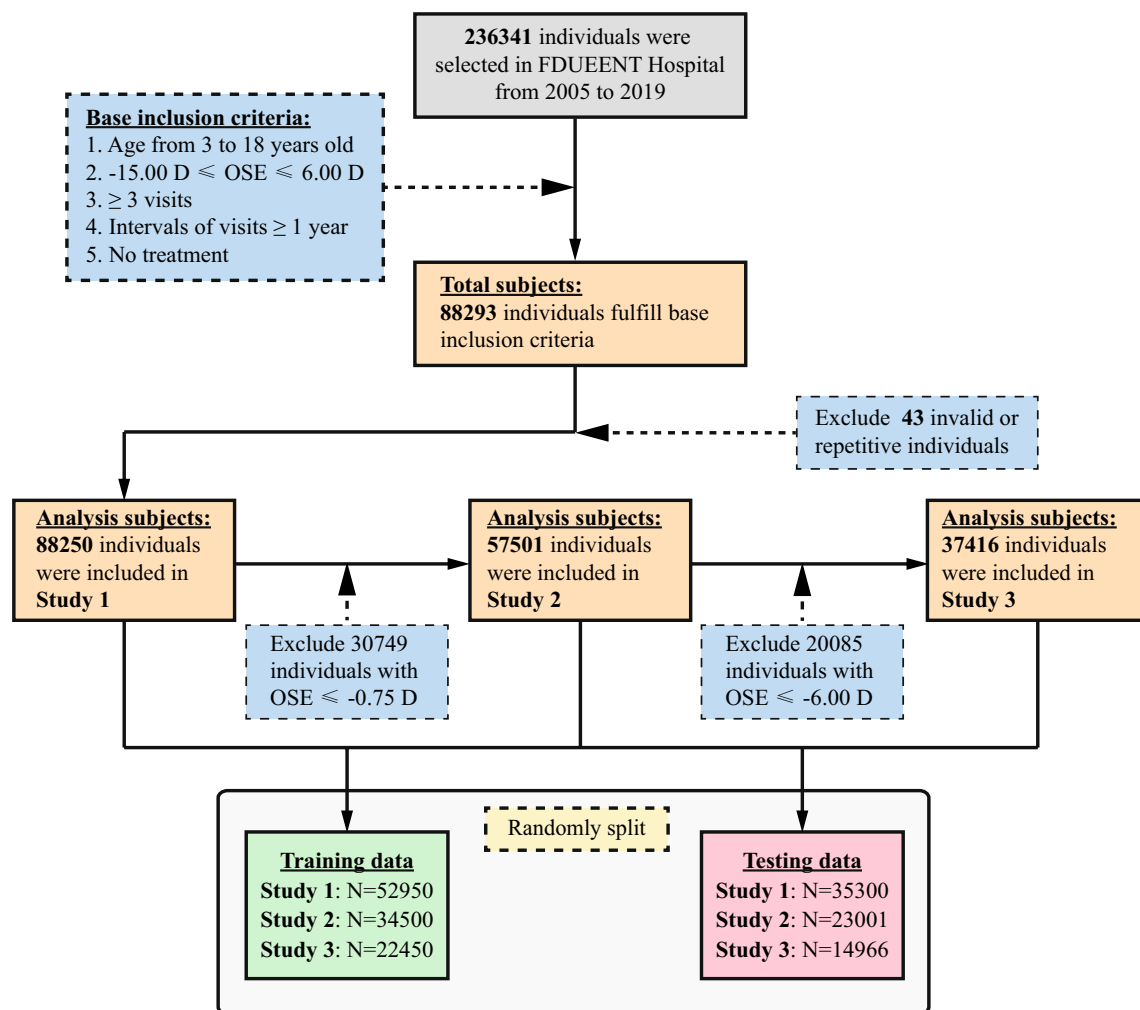 236341 individuals were
selected in FDUEENT Hospital
from 2005 to 2019
Base inclusion criteria:
1. Age from 3 to 18 years old
2. -15.00 D ⩽ OSE ⩽ 6.00 D
3. ≥ 3 visits
4. Intervals of visits ≥ 1 year
5. No treatment
Total subjects:
88293 individuals fulfill base
inclusion criteria
Exclude 43 invalid or
repetitive individuals
Analysis subjects:
88250 individuals
were included in
Study 1
Analysis subjects:
57501 individuals
were included in
Study 2
Analysis subjects:
37416 individuals
were included in
Study 3
Exclude 30749
individuals with
OSE ⩽ -0.75 D
Exclude 20085
individuals with
OSE ⩽ -6.00 D
Randomly split
Training data
Study 1: N=52950
Study 2: N=34500
Study 3: N=22450
Testing data
Study 1: N=35300
Study 2: N=23001
Study 3: N=14966